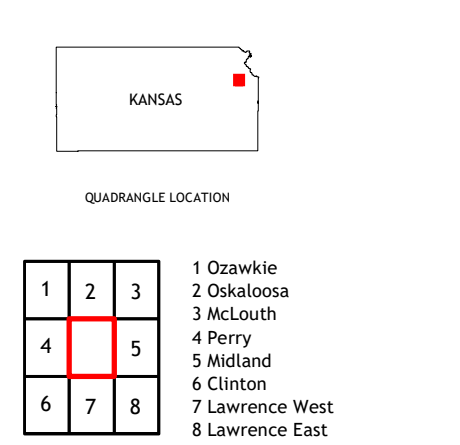 KANSAS
QUADRANGLE LOCATION
1 2 3
4 5
6 7 8
1 Ozawkie
2 Oskaloosa
3 McLouth
4 Perry
5 Midland
6 Clinton
7 Lawrence West
8 Lawrence East